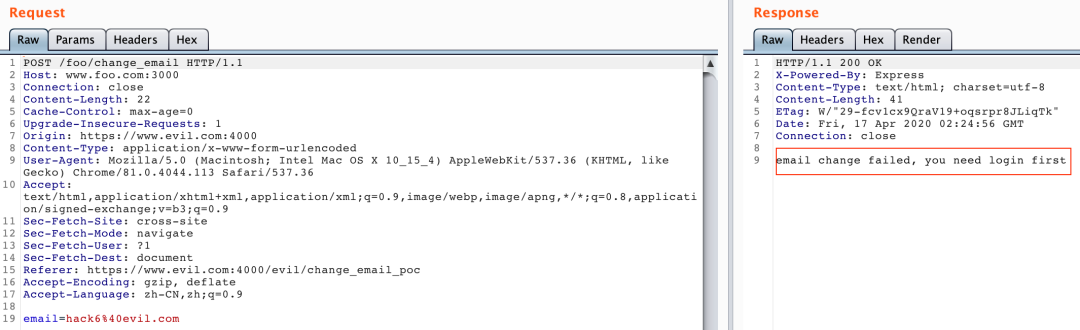 Request
Raw Params Headers Hex
1 POST /foo/change_email HTTP/1.1
2 Host: www.foo.com:3000
3 Connection: close
4 Content-Length: 22
5 Cache-Control: max-age=0
6 Upgrade-Insecure-Requests: 1
7 Origin: https://www.evil.com:4000
8 Content-Type: application/x-www-form-urlencoded
9 User-Agent: Mozilla/5.0 (Macintosh; Intel Mac OS X 10_15_4) AppleWebKit/537.36 (KHTML, like
Gecko) Chrome/81.0.4044.113 Safari/537.36
10 Accept:
text/html,application/xhtml+xml,application/xml;q=0.9,image/webp,image/apng,*/*;q=0.8,applicati
on/signed-exchange;v=b3;q=0.9
11 Sec-Fetch-Site: cross-site
12 Sec-Fetch-Mode: navigate
13 Sec-Fetch-User: ?1
14 Sec-Fetch-Dest: document
15 Referer: https://www.evil.com:4000/evil/change_email_poc
16 Accept-Encoding: gzip, deflate
17 Accept-Language: zh-CN,zh;q=0.9
18
19 email=hack6%40evil.com
Response
Raw Headers Hex Render
1 HTTP/1.1 200 OK
2 X-Powered-By: Express
3 Content-Type: text/html; charset=utf-8
4 Content-Length: 41
5 ETag: W/"29-fcv1cx9QraVl9+oqsrpr8JLiqTk"
6 Date: Fri, 17 Apr 2020 02:24:56 GMT
7 Connection: close
8
9 email change failed, you need login first